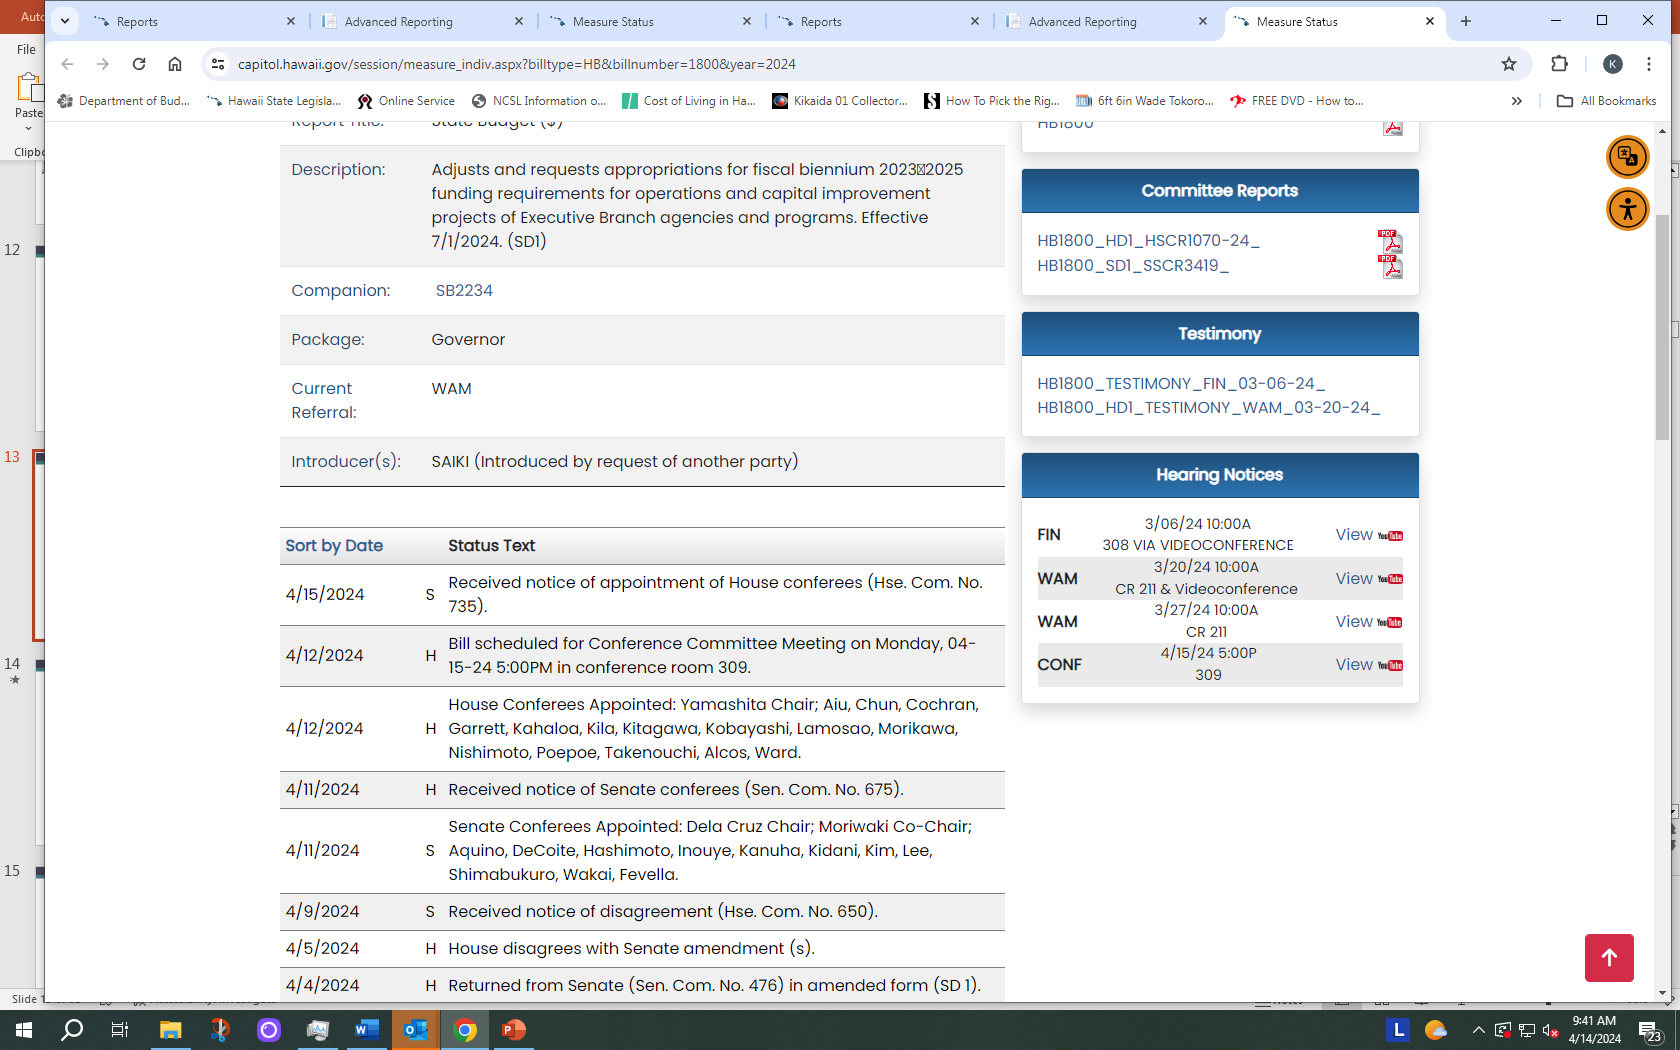 Auto
Reports
Advanced Reporting
Measure Status
Reports
Advanced Reporting
Measure Status
File
capitol.hawaii.gov/session/measure_indiv.aspx?billtype=HB&billnumber=1800&year=2024
K
Department of Bud...
Hawaii State Legisla...
Online Service
NCSL Information o...
Cost of Living in Ha...
Kikaida 01 Collector...
How To Pick the Rig...
6ft 6in Wade Tokoro...
FREE DVD - How to...
All Bookmarks
Paste
Clipbo
12
13
14
15
Report Title:
State Budget ($)
Description:
Adjusts and requests appropriations for fiscal biennium 2023 2025
funding requirements for operations and capital improvement
projects of Executive Branch agencies and programs. Effective
7/1/2024. (SD1)
Companion:
SB2234
Package:
Governor
Current
Referral:
WAM
Introducer(s):
SAIKI (Introduced by request of another party)
Sort by Date
Status Text
4/15/2024
S
Received notice of appointment of House conferees (Hse. Com. No.
735).
4/12/2024
H
Bill scheduled for Conference Committee Meeting on Monday, 04-
15-24 5:00PM in conference room 309.
4/12/2024
H
House Conferees Appointed: Yamashita Chair; Aiu, Chun, Cochran,
Garrett, Kahaloa, Kila, Kitagawa, Kobayashi, Lamosao, Morikawa,
Nishimoto, Poepoe, Takenouchi, Alcos, Ward.
4/11/2024
H
Received notice of Senate conferees (Sen. Com. No. 675).
4/11/2024
S
Senate Conferees Appointed: Dela Cruz Chair; Moriwaki Co-Chair;
Aquino, DeCoite, Hashimoto, Inouye, Kanuha, Kidani, Kim, Lee,
Shimabukuro, Wakai, Fevella.
4/9/2024
S
Received notice of disagreement (Hse. Com. No. 650).
4/5/2024
H
House disagrees with Senate amendment (s).
4/4/2024
H
Returned from Senate (Sen. Com. No. 476) in amended form (SD 1).
HB1800
Committee Reports
HB1800_HD1_HSCR1070-24_
PDF
HB1800_SD1_SSCR3419_
PDF
Testimony
HB1800_TESTIMONY_FIN_03-06-24_
HB1800_HD1_TESTIMONY_WAM_03-20-24_
Hearing Notices
FIN
3/06/24 10:00A
308 VIA VIDEOCONFERENCE
View YouTube
WAM
3/20/24 10:00A
CR 211 & Videoconference
View YouTube
WAM
3/27/24 10:00A
CR 211
View YouTube
CONF
4/15/24 5:00P
309
View YouTube
Slide
L
9:41 AM
4/14/2024
23